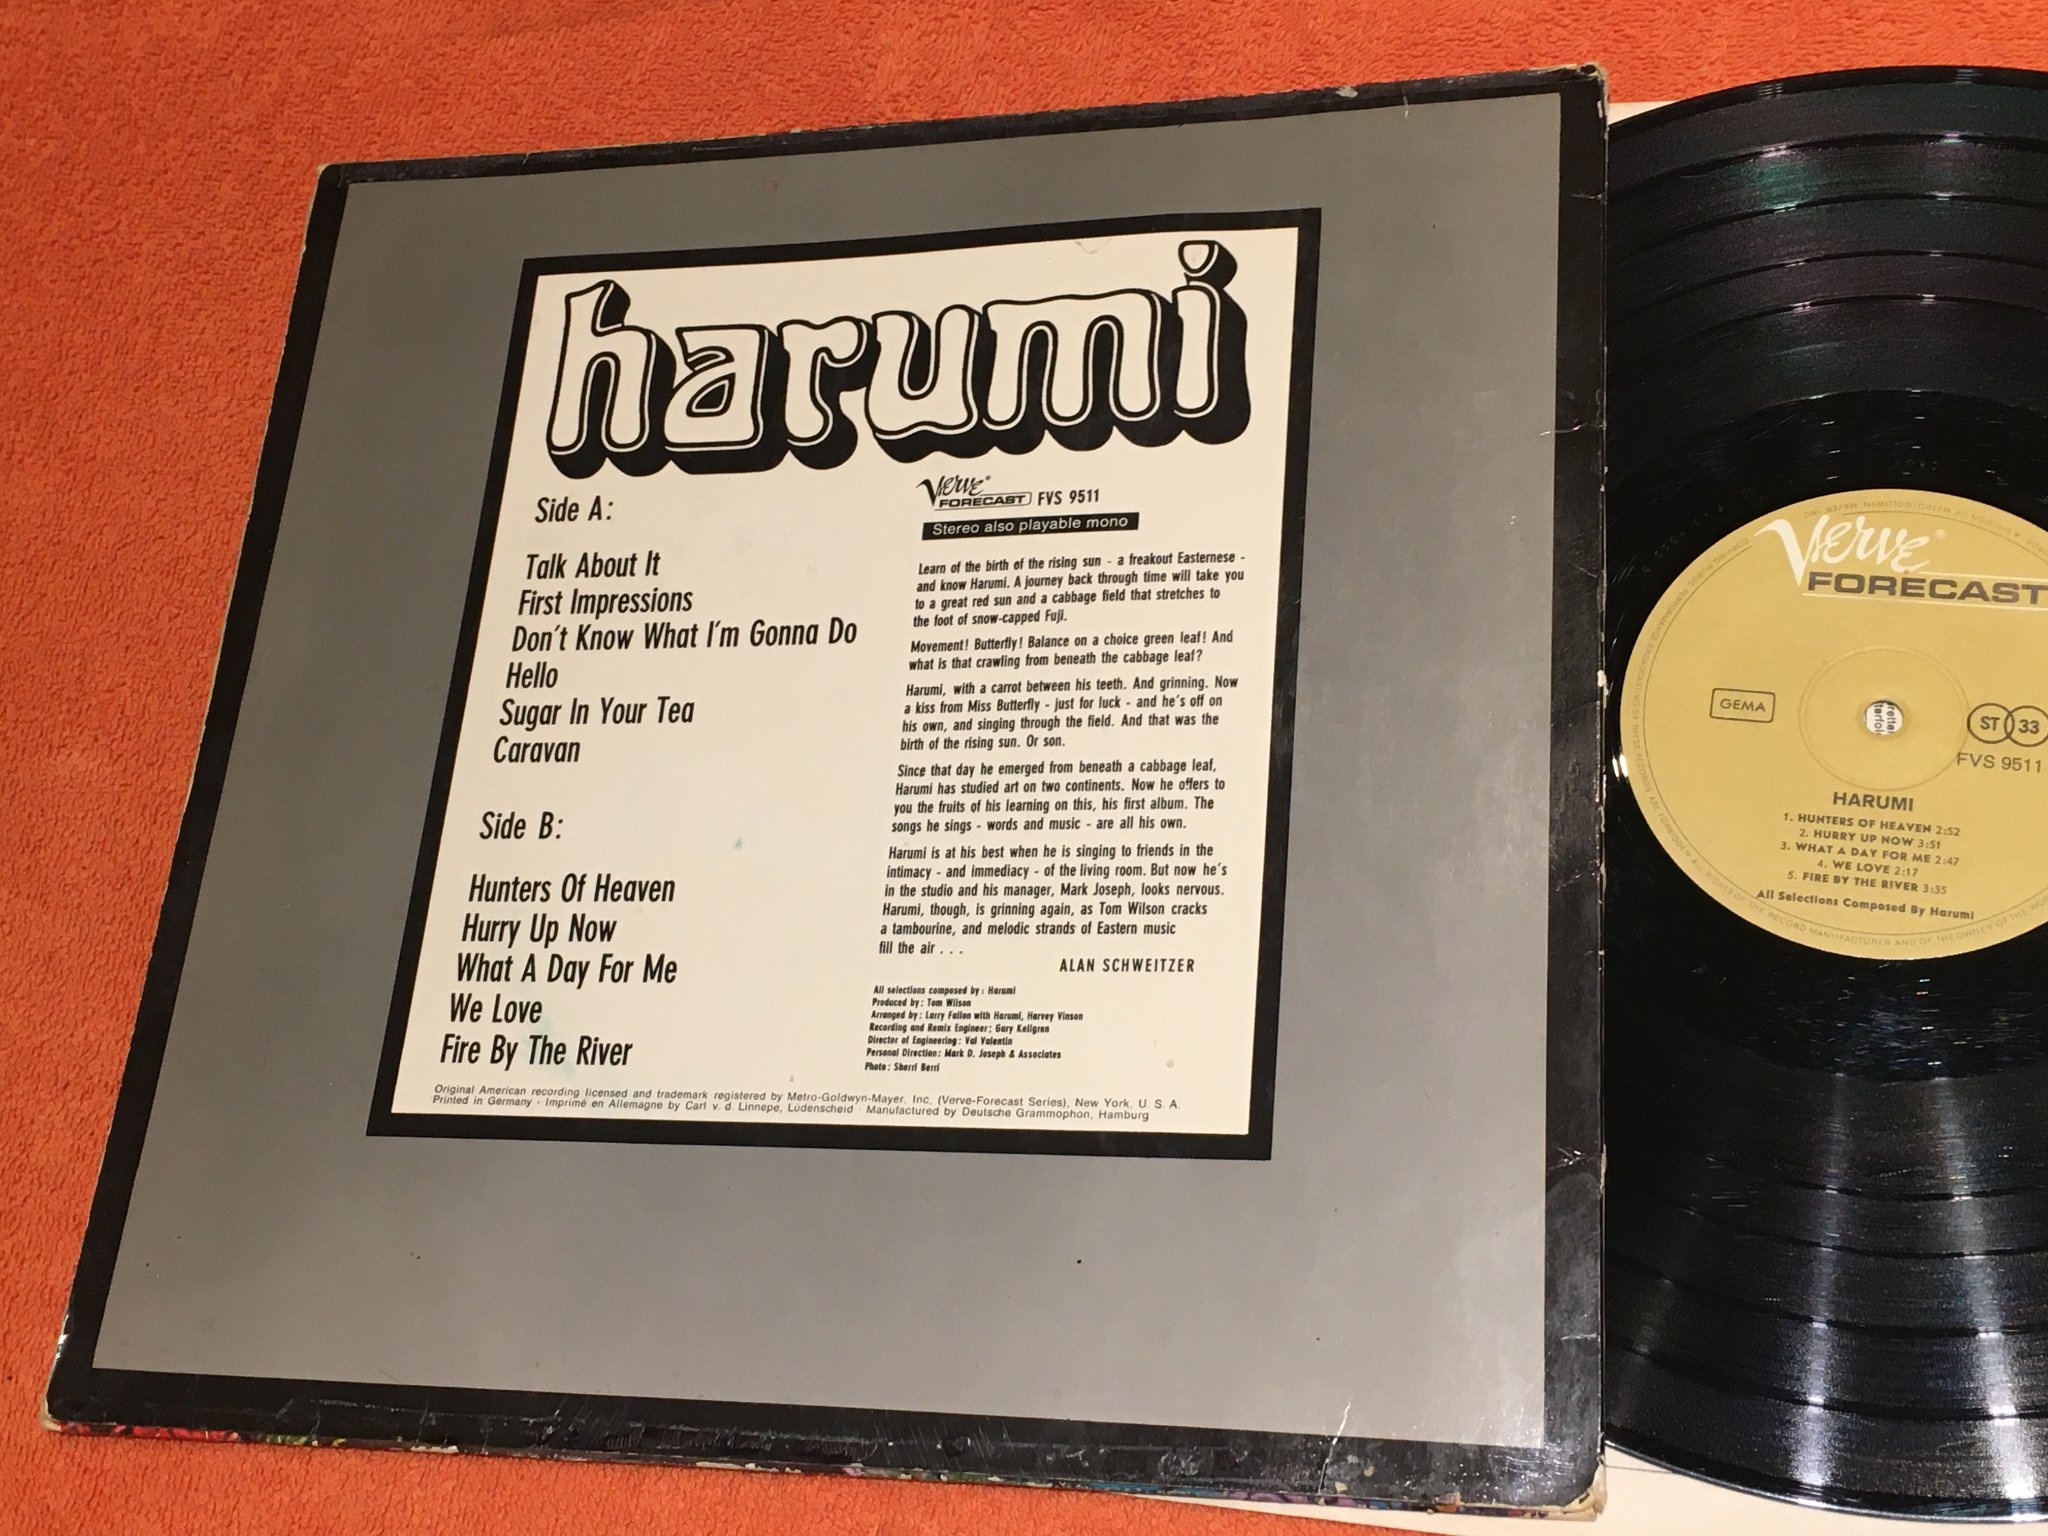 harumi
Side A:
Talk About It
First Impressions
Don't Know What I'm Gonna Do
Hello
Sugar In Your Tea
Caravan
Side B:
Hunters Of Heaven
Hurry Up Now
What A Day For Me
We Love
Fire By The River
Verve
FORECAST FVS 9511
Stereo also playable mono
Learn of the birth of the rising sun - a freakout Easternese -
and know Harumi. A journey back through time will take you
to a great red sun and a cabbage field that stretches to
the foot of snow-capped Fuji.
Movement! Butterfly! Balance on a choice green leaf! And
what is that crawling from beneath the cabbage leaf?
Harumi, with a carrot between his teeth. And grinning. Now
a kiss from Miss Butterfly - just for luck - and he's off on
his own, and singing through the field. And that was the
birth of the rising sun. Or son.
Since that day he emerged from beneath a cabbage leaf,
Harumi has studied art on two continents. Now he offers to
you the fruits of his learning on this, his first album. The
songs he sings - words and music - are all his own.
Harumi is at his best when he is singing to friends in the
intimacy - and immediacy - of the living room. But now he's
in the studio and his manager, Mark Joseph, looks nervous.
Harumi, though, is grinning again, as Tom Wilson cracks
a tambourine, and melodic strands of Eastern music
fill the air . . .
ALAN SCHWEITZER
All selections composed by: Harumi
Produced by: Tom Wilson
Arranged by: Larry Fallon with Harumi, Harvey Vinson
Recording and Remix Engineer: Gary Kellgren
Director of Engineering: Val Valentin
Personal Direction: Mark D. Joseph & Associates
Photo: Sherri Berri
Original American recording licensed and trademark registered by Metro-Goldwyn-Mayer, Inc. (Verve-Forecast Series), New York, U. S. A.
Printed in Germany · Imprimé en Allemagne by Carl v. d. Linnepe, Lüdenscheid · Manufactured by Deutsche Grammophon, Hamburg
Verve
FORECAST
GEMA
ST 33
FVS 9511
HARUMI
1. HUNTERS OF HEAVEN 2:52
2. HURRY UP NOW 3:51
3. WHAT A DAY FOR ME 2:47
4. WE LOVE 2:17
5. FIRE BY THE RIVER 3:35
All Selections Composed By Harumi